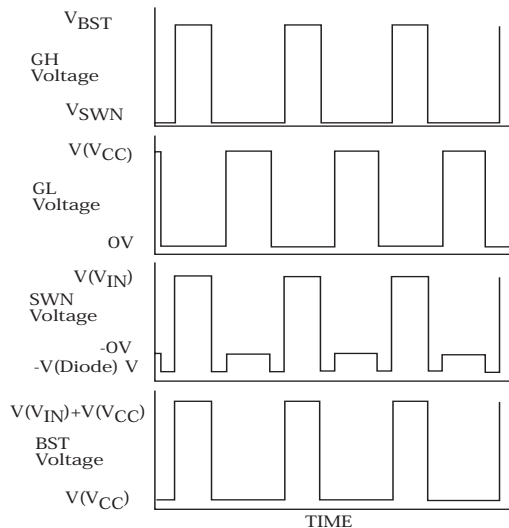 VBST
GH
Voltage
VSWN
V(VCC)
GL
Voltage
0V
V(VIN)
SWN
Voltage
-0V
-V(Diode) V
V(VIN)+V(VCC)
BST
Voltage
V(VCC)
TIME